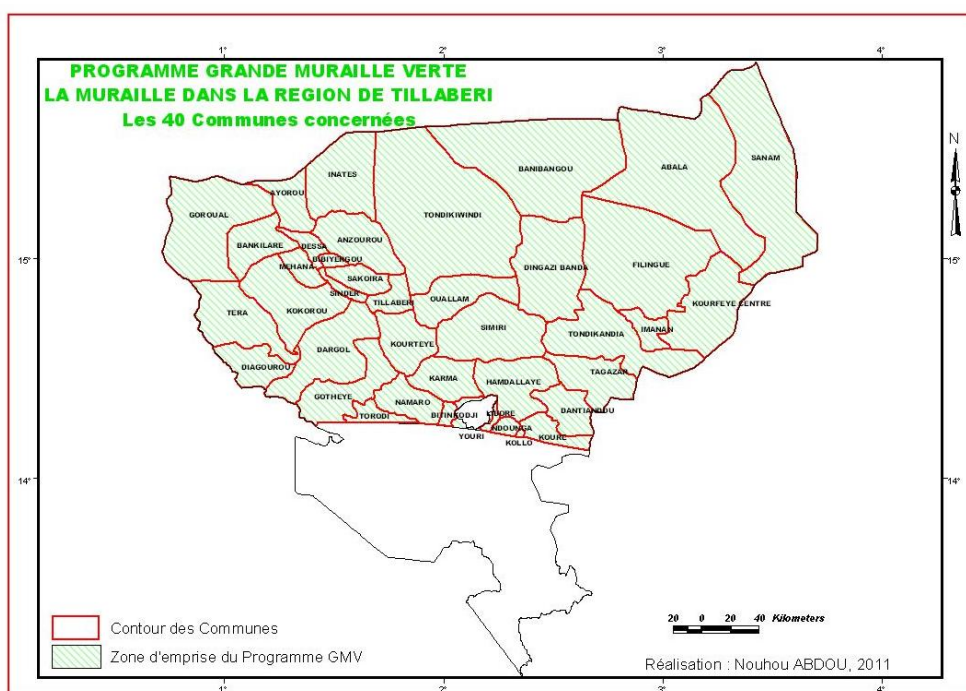 1° 2° 3° 4°
PROGRAMME GRANDE MURAILLE VERTE
LA MURAILLE DANS LA REGION DE TILLABERI
Les 40 Communes concernées
N
SANAM
ABALA
BANIBANGOU
INATES
AYOROU
GOROUAL
TONDIKIWINDI
ANZOUROU
BANKILARE
DESSA
BIBIYERGOU
15° 15°
MEHANA
DINGAZI BANDA
FILINGUE
SAKOIRA
SINDER
TILLABERI
OUALLAM
KOURFEYE CENTRE
TERA
KOKOROU
SIMIRI
TONDIKANDIA
IMANAN
KOURTEYE
DARGOL
DIAGOUROU
TAGAZAR
KARMA
HAMDALLAYE
GOTHEYE
NAMARO
DANTIANDOU
TORODI
BITINKODJI
LIBORE
NDOUNGA
YOURI
KOURE
KOLLO
14° 14°
20 0 20 40 Kilometers
Contour des Communes
Zone d'emprise du Programme GMV
Réalisation : Nouhou ABDOU, 2011
1° 2° 3° 4°